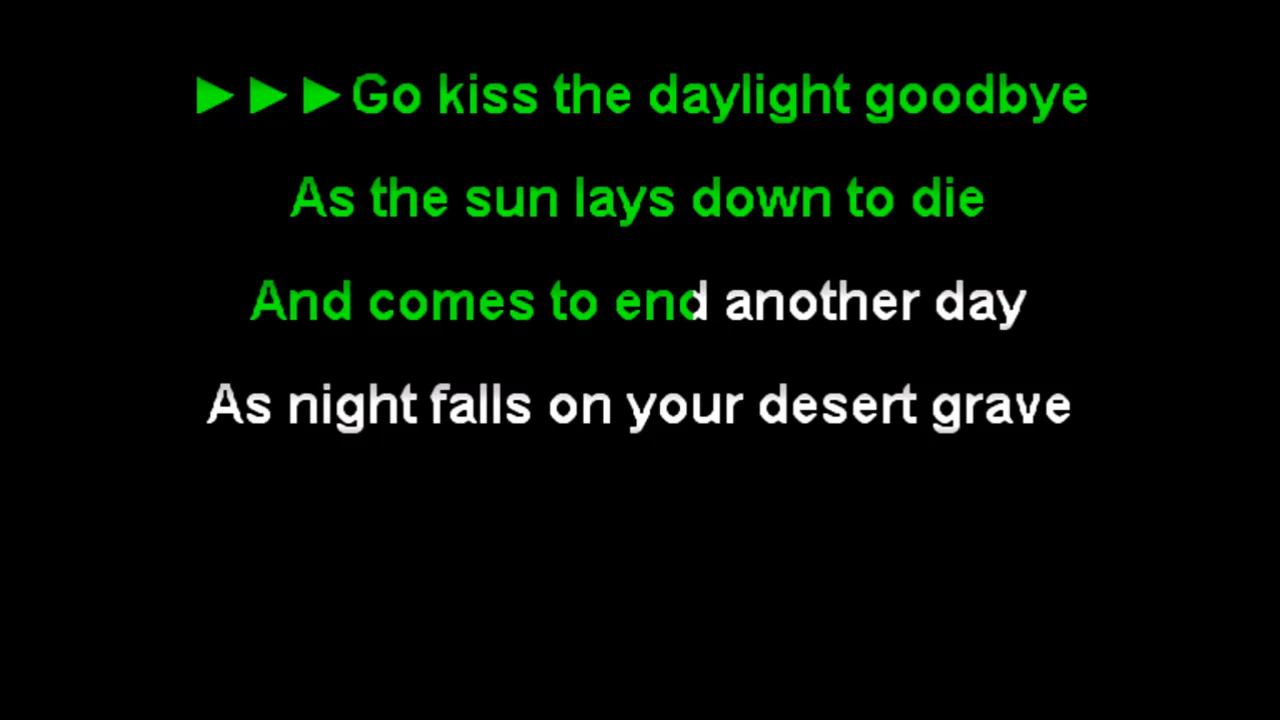 ►►►Go kiss the daylight goodbye
As the sun lays down to die
And comes to end another day
As night falls on your desert grave